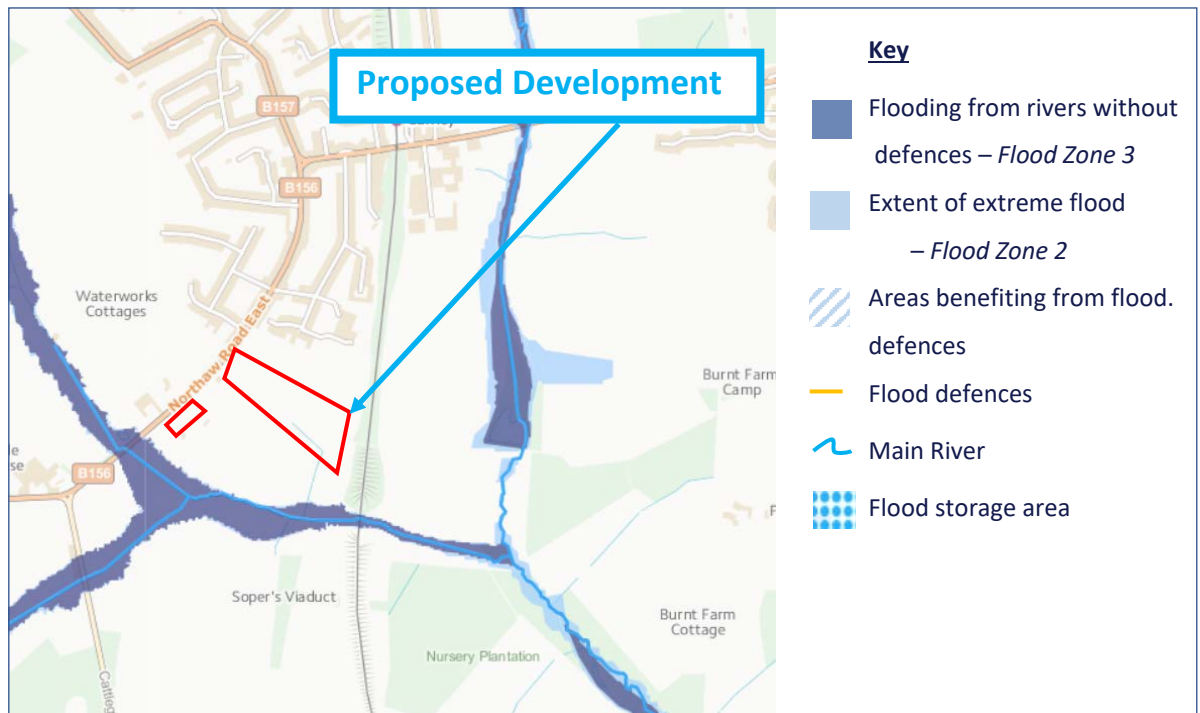 Proposed Development
B157
B156
Waterworks
Cottages
Northaw Road East
Burnt Farm
Camp
B156
Soper's Viaduct
Burnt Farm
Cottage
Nursery Plantation
Key
Flooding from rivers without
defences – Flood Zone 3
Extent of extreme flood
– Flood Zone 2
Areas benefiting from flood.
defences
Flood defences
Main River
Flood storage area